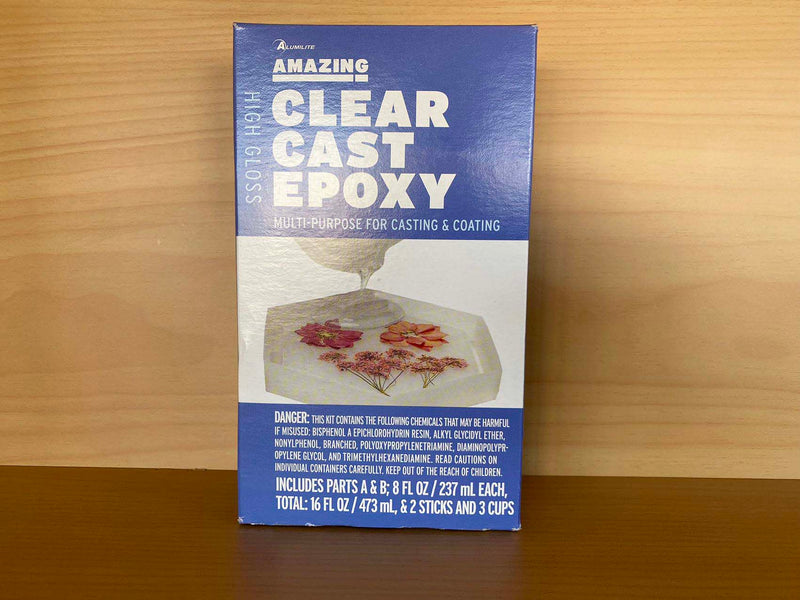 ALUMILITE
AMAZING
HIGH GLOSS
CLEAR
CAST
EPOXY
MULTI-PURPOSE FOR CASTING & COATING
DANGER: THIS KIT CONTAINS THE FOLLOWING CHEMICALS THAT MAY BE HARMFUL
IF MISUSED: BISPHENOL A EPICHLOROHYDRIN RESIN, ALKYL GLYCIDYL ETHER,
NONYLPHENOL, BRANCHED, POLYOXYPROPYLENETRIAMINE, DIAMINOPOLYPR-
OPYLENE GLYCOL, AND TRIMETHYLHEXANEDIAMINE. READ CAUTIONS ON
INDIVIDUAL CONTAINERS CAREFULLY. KEEP OUT OF THE REACH OF CHILDREN.
INCLUDES PARTS A & B; 8 FL OZ / 237 mL EACH,
TOTAL: 16 FL OZ / 473 mL, & 2 STICKS AND 3 CUPS